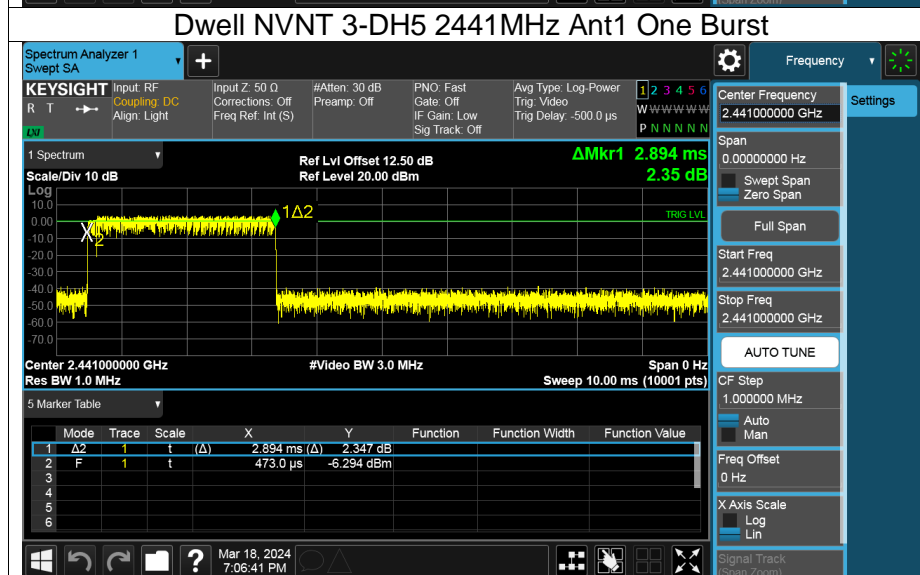 (Span Zoom)
Dwell NVNT 3-DH5 2441MHz Ant1 One Burst
Spectrum Analyzer 1
Swept SA
+
Frequency
KEYSIGHT
R T
LXI
Input: RF
Coupling: DC
Align: Light
Input Z: 50 Ω
Corrections: Off
Freq Ref: Int (S)
#Atten: 30 dB
Preamp: Off
PNO: Fast
Gate: Off
IF Gain: Low
Sig Track: Off
Avg Type: Log-Power
Trig: Video
Trig Delay: -500.0 µs
1 2 3 4 5 6
W W W W W W
P N N N N N
Center Frequency
2.441000000 GHz
Settings
1 Spectrum
Scale/Div 10 dB
Ref Lvl Offset 12.50 dB
Ref Level 20.00 dBm
ΔMkr1 2.894 ms
2.35 dB
Span
0.00000000 Hz
Swept Span
Zero Span
Full Span
Start Freq
2.441000000 GHz
Stop Freq
2.441000000 GHz
AUTO TUNE
CF Step
1.000000 MHz
Auto
Man
Freq Offset
0 Hz
X Axis Scale
Log
Lin
Signal Track
(Span Zoom)
Log
10.0
0.00
-10.0
-20.0
-30.0
-40.0
-50.0
-60.0
-70.0
X2
1Δ2
TRIG LVL
Center 2.441000000 GHz
Res BW 1.0 MHz
#Video BW 3.0 MHz
Span 0 Hz
Sweep 10.00 ms (10001 pts)
5 Marker Table
Mode Trace Scale X Y Function Function Width Function Value
1 Δ2 1 t (Δ) 2.894 ms (Δ) 2.347 dB
2 F 1 t 473.0 µs -6.294 dBm
3
4
5
6
?
Mar 18, 2024
7:06:41 PM